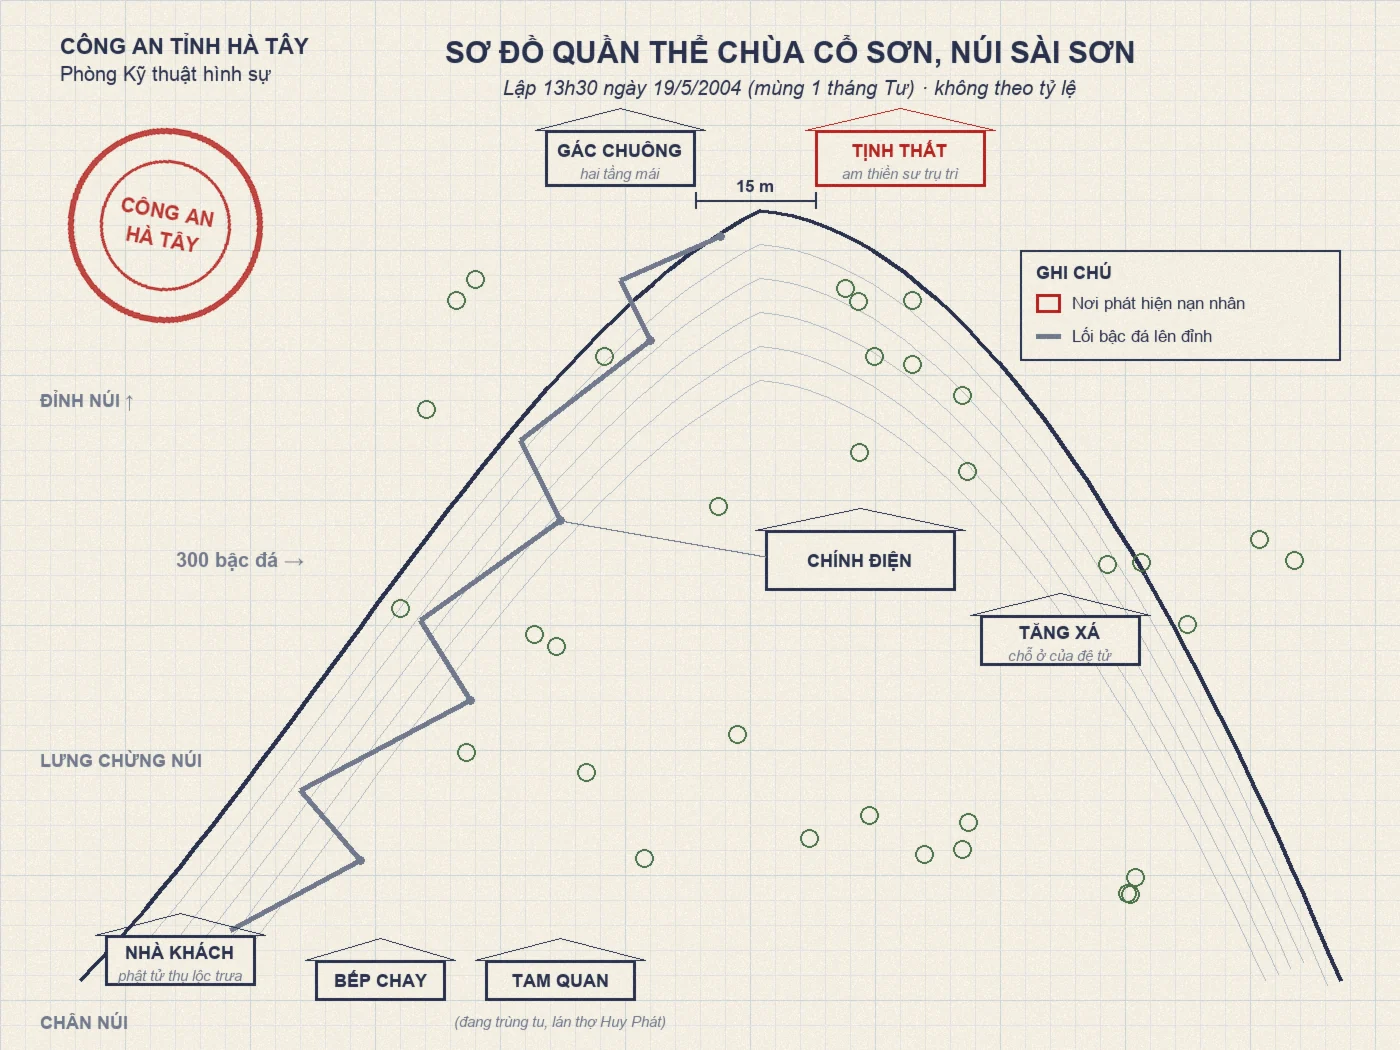 CÔNG AN TỈNH HÀ TÂY
Phòng Kỹ thuật hình sự
SƠ ĐỒ QUẦN THỂ CHÙA CỔ SƠN, NÚI SÀI SƠN
Lập 13h30 ngày 19/5/2004 (mùng 1 tháng Tư) · không theo tỷ lệ
CÔNG AN
HÀ TÂY
GÁC CHUÔNG
hai tầng mái
15 m
TỊNH THẤT
am thiền sư trụ trì
GHI CHÚ
Nơi phát hiện nạn nhân
Lối bậc đá lên đỉnh
ĐỈNH NÚI ↑
300 bậc đá →
CHÍNH ĐIỆN
TĂNG XÁ
chỗ ở của đệ tử
LƯNG CHỪNG NÚI
NHÀ KHÁCH
phật tử thụ lộc trưa
BẾP CHAY
TAM QUAN
(đang trùng tu, lán thợ Huy Phát)
CHÂN NÚI